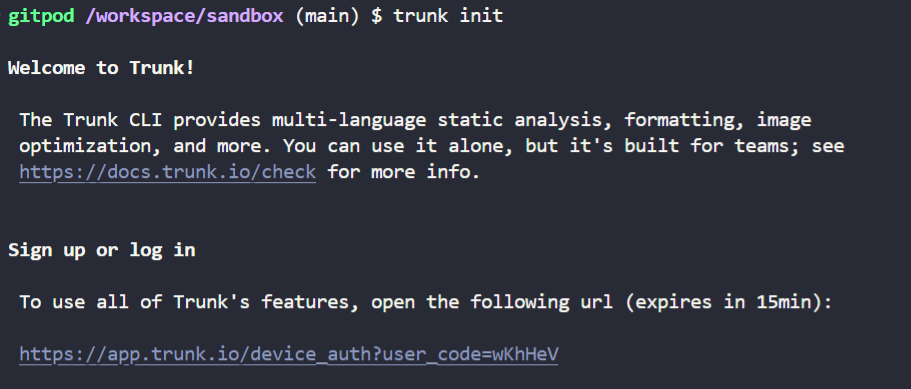 gitpod /workspace/sandbox (main) $ trunk init
Welcome to Trunk!
The Trunk CLI provides multi-language static analysis, formatting, image
optimization, and more. You can use it alone, but it's built for teams; see
https://docs.trunk.io/check for more info.
Sign up or log in
To use all of Trunk's features, open the following url (expires in 15min):
https://app.trunk.io/device_auth?user_code=wKhHeV